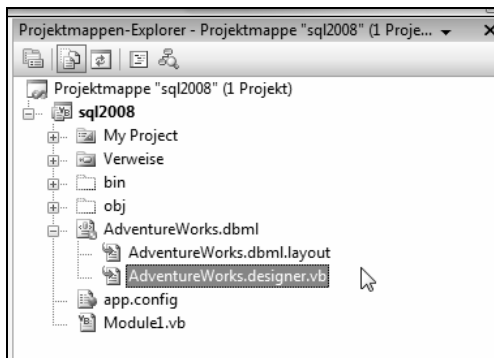 Projektmappen-Explorer - Projektmappe "sql2008" (1 Proje...
Projektmappe "sql2008" (1 Projekt)
sql2008
My Project
Verweise
bin
obj
AdventureWorks.dbml
AdventureWorks.dbml.layout
AdventureWorks.designer.vb
app.config
Module1.vb